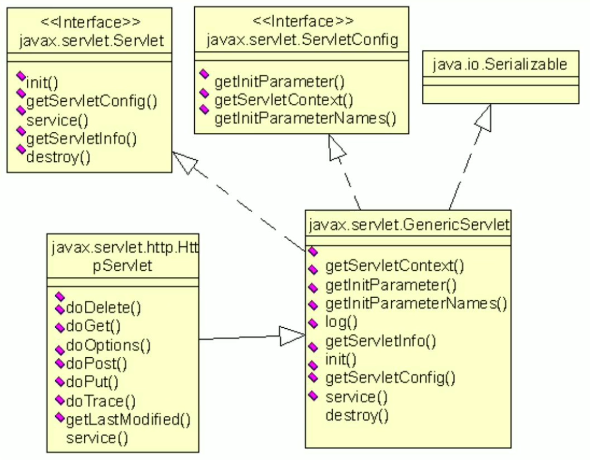 <<Interface>>
javax.servlet.Servlet
init()
getServletConfig()
service()
getServletInfo()
destroy()
<<Interface>>
javax.servlet.ServletConfig
getInitParameter()
getServletContext()
getInitParameterNames()
java.io.Serializable
javax.servlet.http.Htt
pServlet
doDelete()
doGet()
doOptions()
doPost()
doPut()
doTrace()
getLastModified()
service()
javax.servlet.GenericServlet
getServletContext()
getInitParameter()
getInitParameterNames()
log()
getServletInfo()
init()
getServletConfig()
service()
destroy()